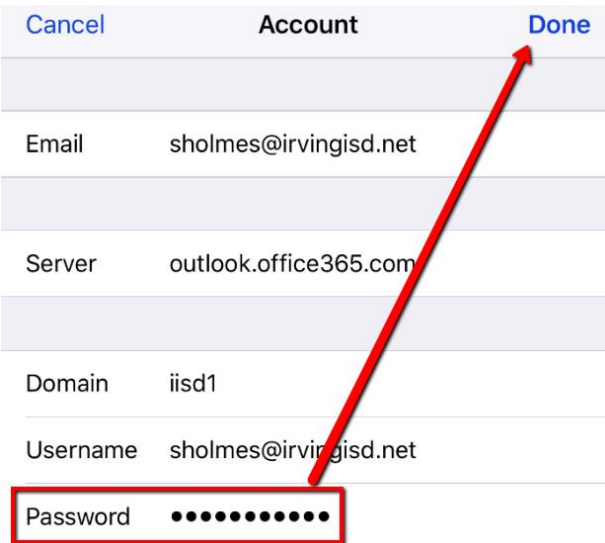 Cancel Account Done
Email sholmes@irvingisd.net
Server outlook.office365.com
Domain iisd1
Username sholmes@irvingisd.net
Password •••••••••••